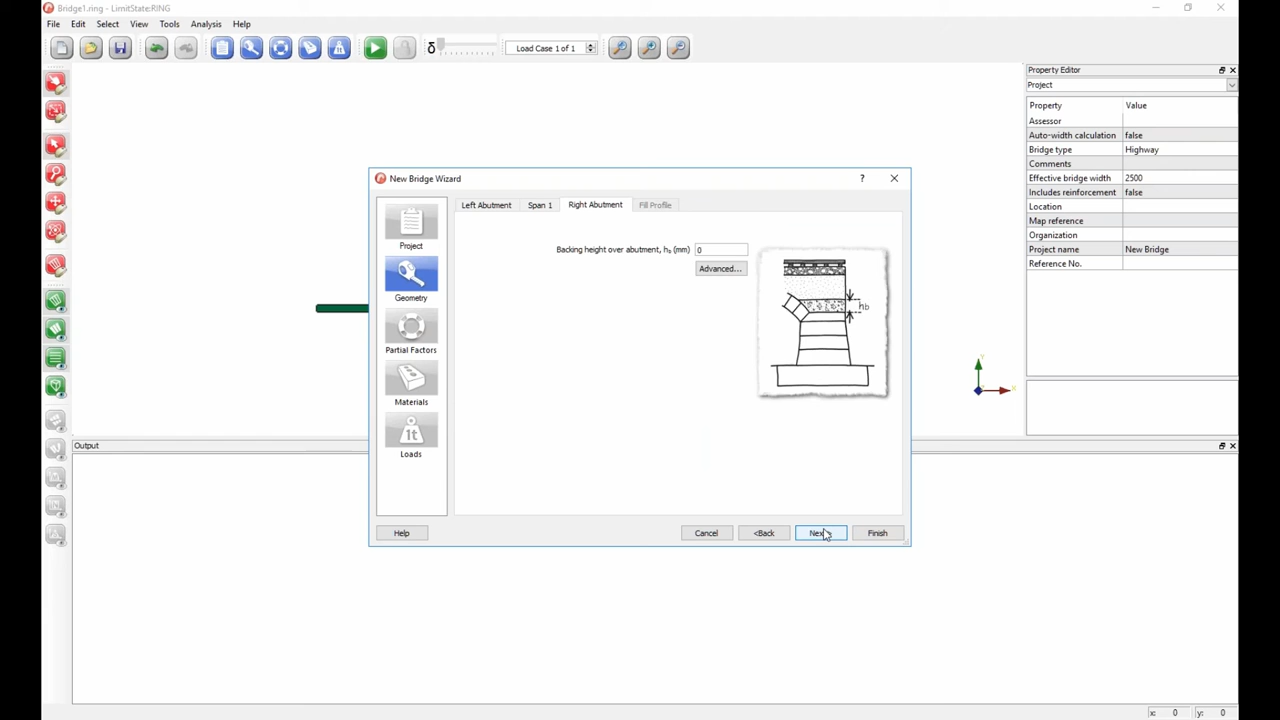 Bridge1.ring - LimitState:RING
File Edit Select View Tools Analysis Help
δ Load Case 1 of 1
Property Editor
Project
Property Value
Assessor
Auto-width calculation false
Bridge type Highway
Comments
Effective bridge width 2500
Includes reinforcement false
Location
Map reference
Organization
Project name New Bridge
Reference No.
New Bridge Wizard ?
Left Abutment Span 1 Right Abutment Fill Profile
Project
Geometry
Partial Factors
Materials
1t
Loads
Backing height over abutment, hb (mm) 0
Advanced...
hb
Help Cancel <Back Finish
Y
X
Output
x: 0 y: 0